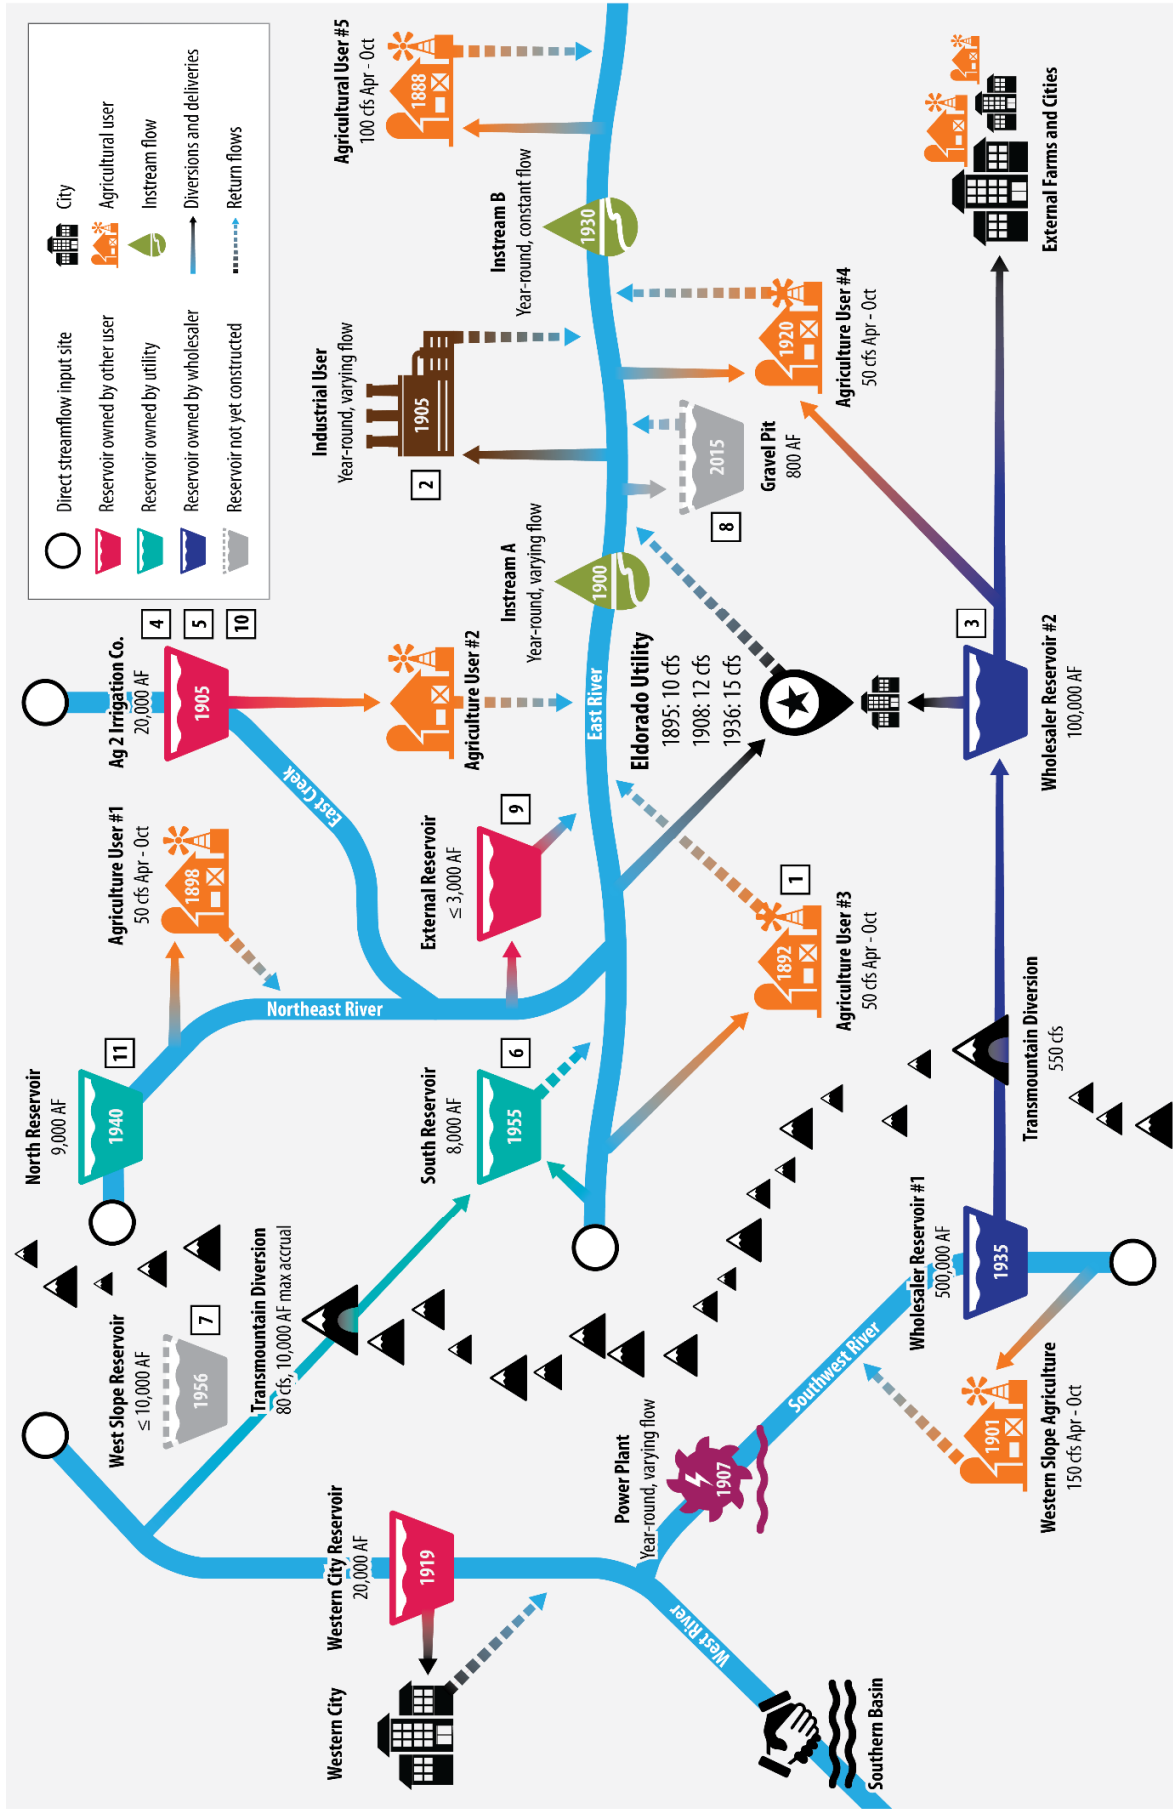 Western City
Western City Reservoir
20,000 AF
1919
West Slope Reservoir
≤ 10,000 AF
1956
7
Transmountain Diversion
80 cfs, 10,000 AF max accrual
North Reservoir
9,000 AF
1940
11
Agriculture User #1
50 cfs Apr - Oct
1898
Northeast River
Ag 2 Irrigation Co.
20,000 AF
1905
4
5
10
East Creek
Agriculture User #2
Direct streamflow input site
Reservoir owned by other user
Reservoir owned by utility
Reservoir owned by wholesaler
Reservoir not yet constructed
City
Agricultural user
Instream flow
Diversions and deliveries
Return flows
South Reservoir
8,000 AF
1955
6
External Reservoir
≤ 3,000 AF
9
East River
Instream A
Year-round, varying flow
1900
Industrial User
Year-round, varying flow
1905
2
Instream B
Year-round, constant flow
1930
Agricultural User #5
100 cfs Apr - Oct
1888
Power Plant
Year-round, varying flow
1907
West River
Southwest River
Southern Basin
1892
1
Agriculture User #3
50 cfs Apr - Oct
Eldorado Utility
1895: 10 cfs
1908: 12 cfs
1936: 15 cfs
2015
8
Gravel Pit
800 AF
1920
Agriculture User #4
50 cfs Apr - Oct
1901
Western Slope Agriculture
150 cfs Apr - Oct
Wholesaler Reservoir #1
500,000 AF
1935
Transmountain Diversion
550 cfs
3
Wholesaler Reservoir #2
100,000 AF
External Farms and Cities